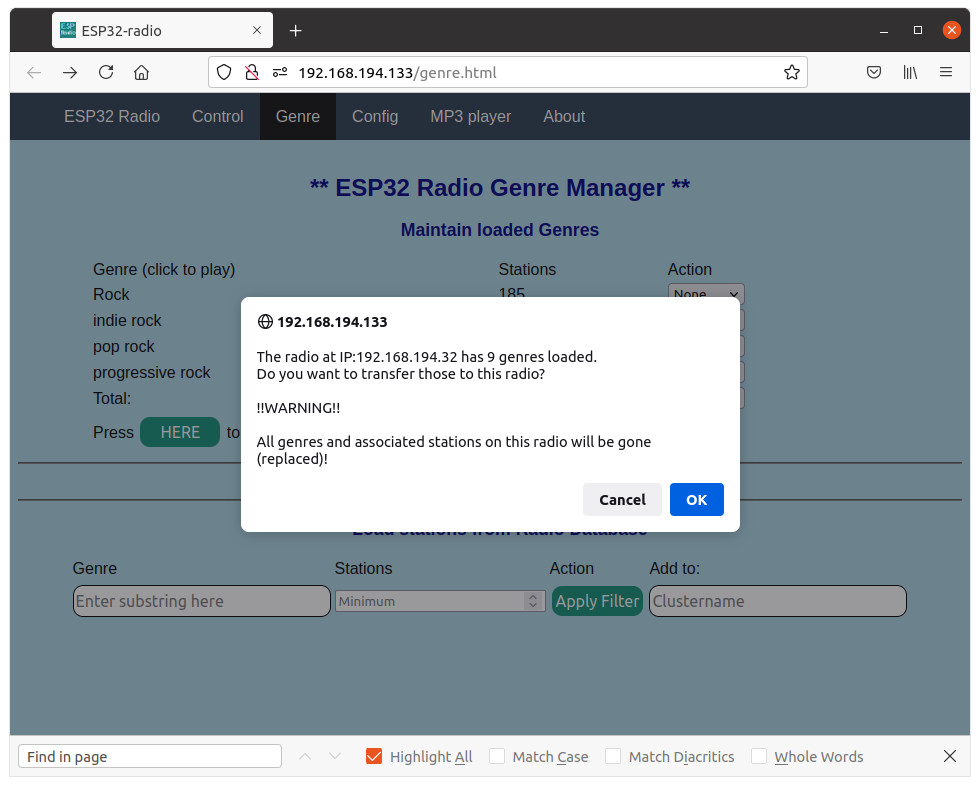 ESP32-radio
192.168.194.133/genre.html
ESP32 Radio Control Genre Config MP3 player About
** ESP32 Radio Genre Manager **
Maintain loaded Genres
Genre (click to play) Stations Action
Rock 185 None
indie rock
pop rock
progressive rock
Total:
Press HERE to
192.168.194.133
The radio at IP:192.168.194.32 has 9 genres loaded.
Do you want to transfer those to this radio?
!!WARNING!!
All genres and associated stations on this radio will be gone
(replaced)!
Cancel OK
Load stations from Radio Database
Genre Stations Action Add to:
Enter substring here Minimum Apply Filter Clustername
Find in page Highlight All Match Case Match Diacritics Whole Words